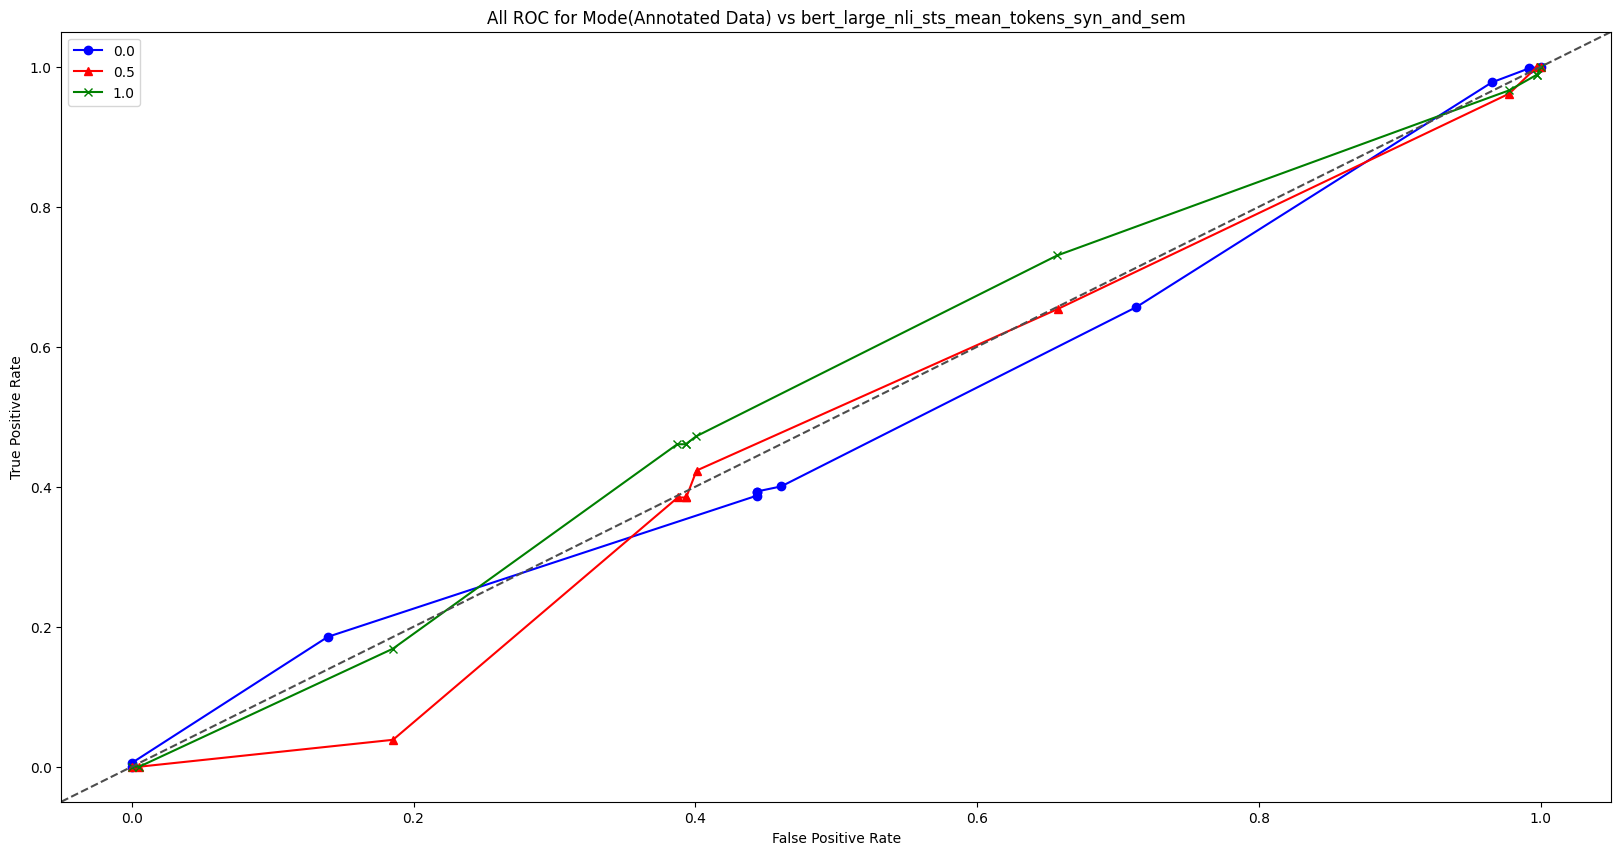 All ROC for Mode(Annotated Data) vs bert_large_nli_sts_mean_tokens_syn_and_sem
0.0
0.5
1.0
True Positive Rate
1.0
0.8
0.6
0.4
0.2
0.0
0.0 0.2 0.4 0.6 0.8 1.0
False Positive Rate